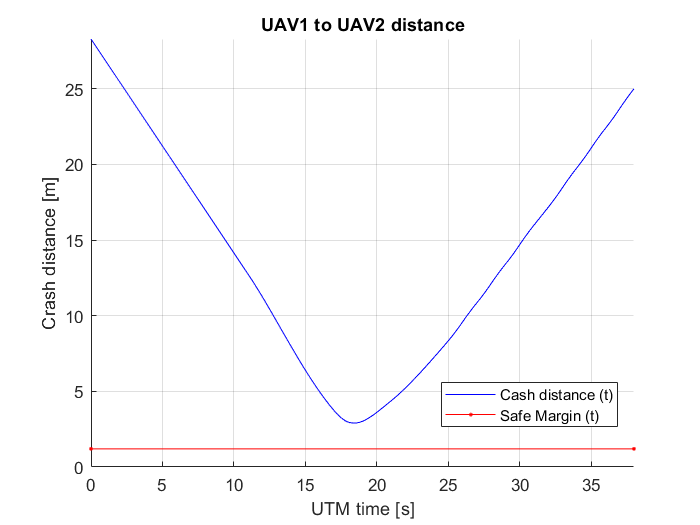 UAV1 to UAV2 distance
Crash distance [m]
25
20
15
10
5
0
0 5 10 15 20 25 30 35
UTM time [s]
Cash distance (t)
Safe Margin (t)